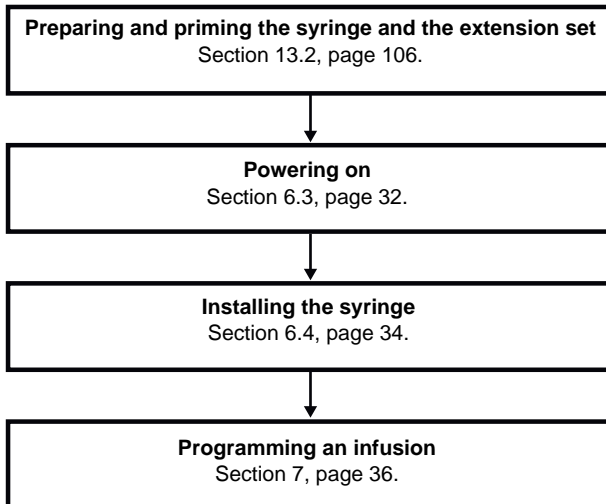 Preparing and priming the syringe and the extension set
Section 13.2, page 106.
Powering on
Section 6.3, page 32.
Installing the syringe
Section 6.4, page 34.
Programming an infusion
Section 7, page 36.